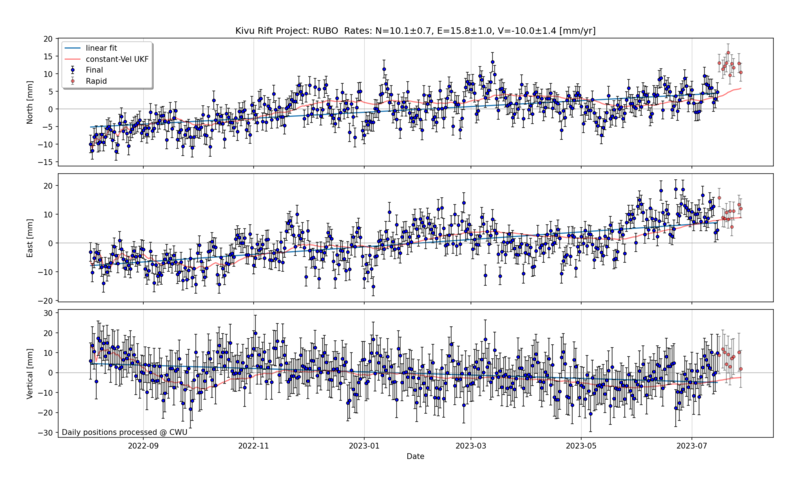 Kivu Rift Project: RUBO Rates: N=10.1±0.7, E=15.8±1.0, V=-10.0±1.4 [mm/yr]
linear fit
constant-Vel UKF
Final
Rapid
North [mm]
20
15
10
5
0
−5
−10
−15
East [mm]
20
10
0
−10
−20
Vertical [mm]
30
20
10
0
−10
−20
−30
Daily positions processed @ CWU
2022-09 2022-11 2023-01 2023-03 2023-05 2023-07
Date